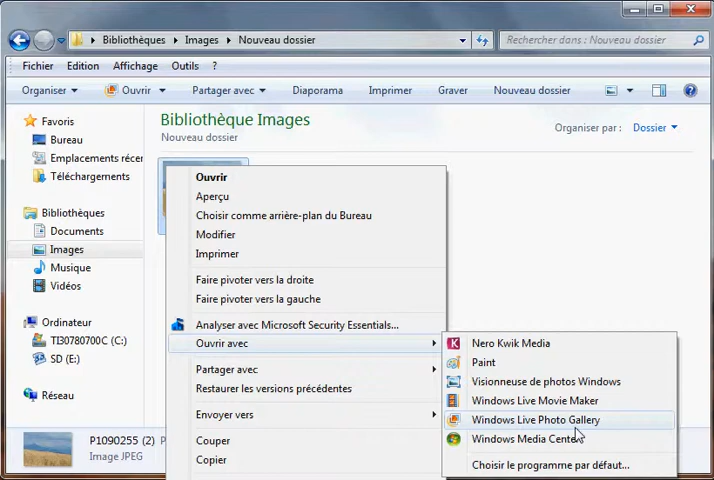 Bibliothèques Images Nouveau dossier
Rechercher dans : Nouveau dossier
Fichier Edition Affichage Outils ?
Organiser Ouvrir Partager avec Diaporama Imprimer Graver Nouveau dossier
Favoris
Bureau
Emplacements récen
Téléchargements
Bibliothèques
Documents
Images
Musique
Vidéos
Ordinateur
TI30780700C (C:)
SD (E:)
Réseau
Bibliothèque Images
Nouveau dossier
Organiser par : Dossier
Ouvrir
Aperçu
Choisir comme arrière-plan du Bureau
Modifier
Imprimer
Faire pivoter vers la droite
Faire pivoter vers la gauche
Analyser avec Microsoft Security Essentials...
Ouvrir avec
Partager avec
Restaurer les versions précédentes
Envoyer vers
Couper
Copier
Nero Kwik Media
Paint
Visionneuse de photos Windows
Windows Live Movie Maker
Windows Live Photo Gallery
Windows Media Center
Choisir le programme par défaut...
P1090255 (2) P
Image JPEG